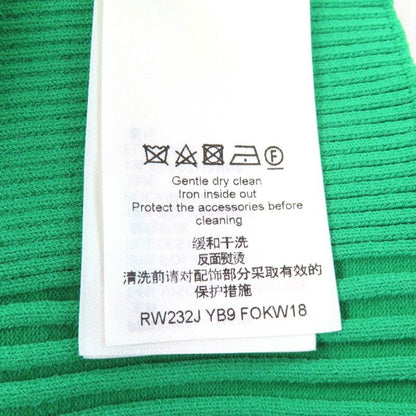 F
Gentle dry clean
Iron inside out
Protect the accessories before
cleaning
缓和干洗
反面熨烫
清洗前请对配饰部分采取有效的
保护措施
RW232J YB9 FOKW18